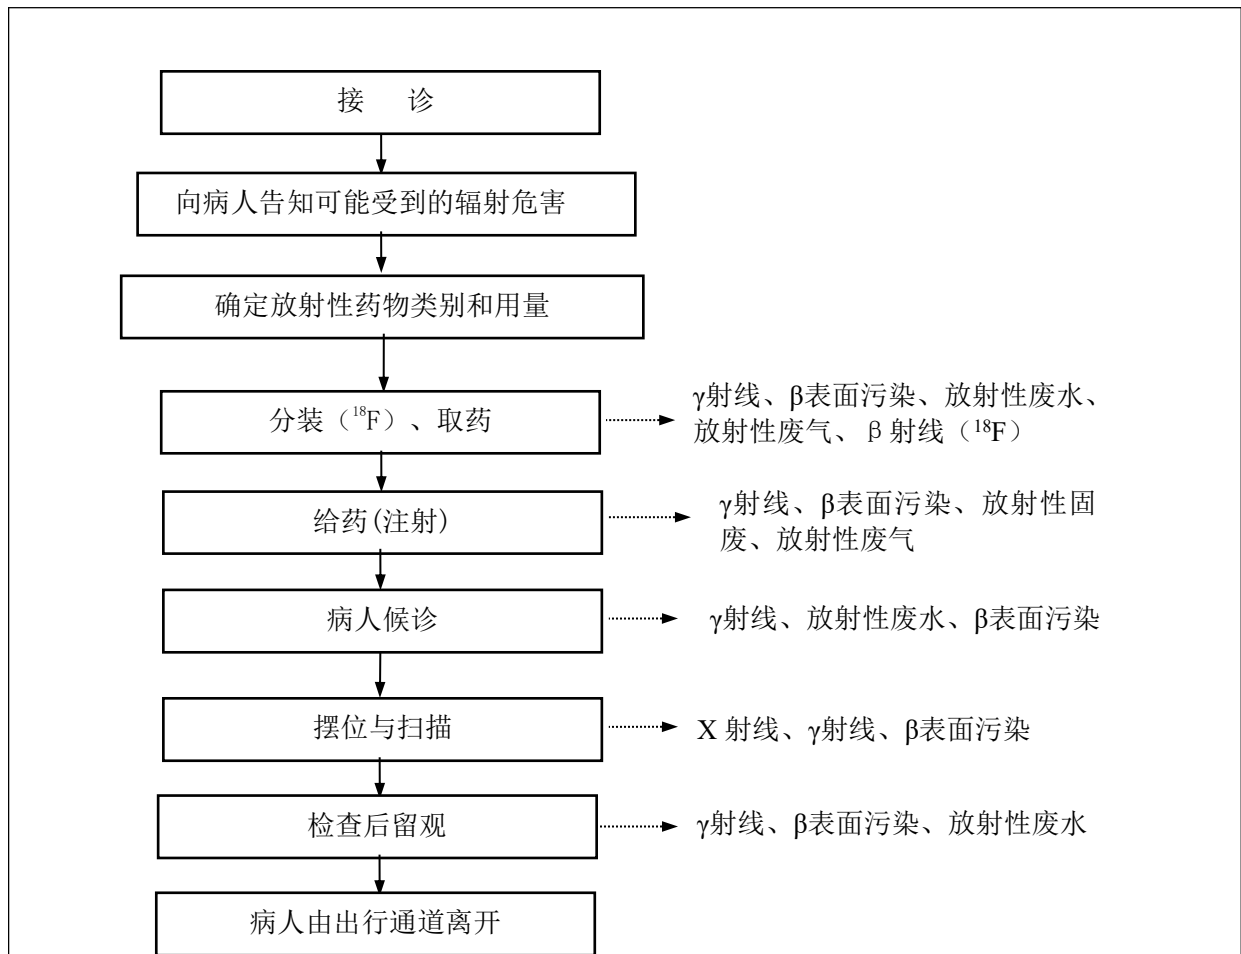 接 诊
向病人告知可能受到的辐射危害
确定放射性药物类别和用量
分装（¹⁸F）、取药
γ射线、β表面污染、放射性废水、
放射性废气、β射线（¹⁸F）
给药(注射)
γ射线、β表面污染、放射性固
废、放射性废气
病人候诊
γ射线、放射性废水、β表面污染
摆位与扫描
X 射线、γ射线、β表面污染
检查后留观
γ射线、β表面污染、放射性废水
病人由出行通道离开